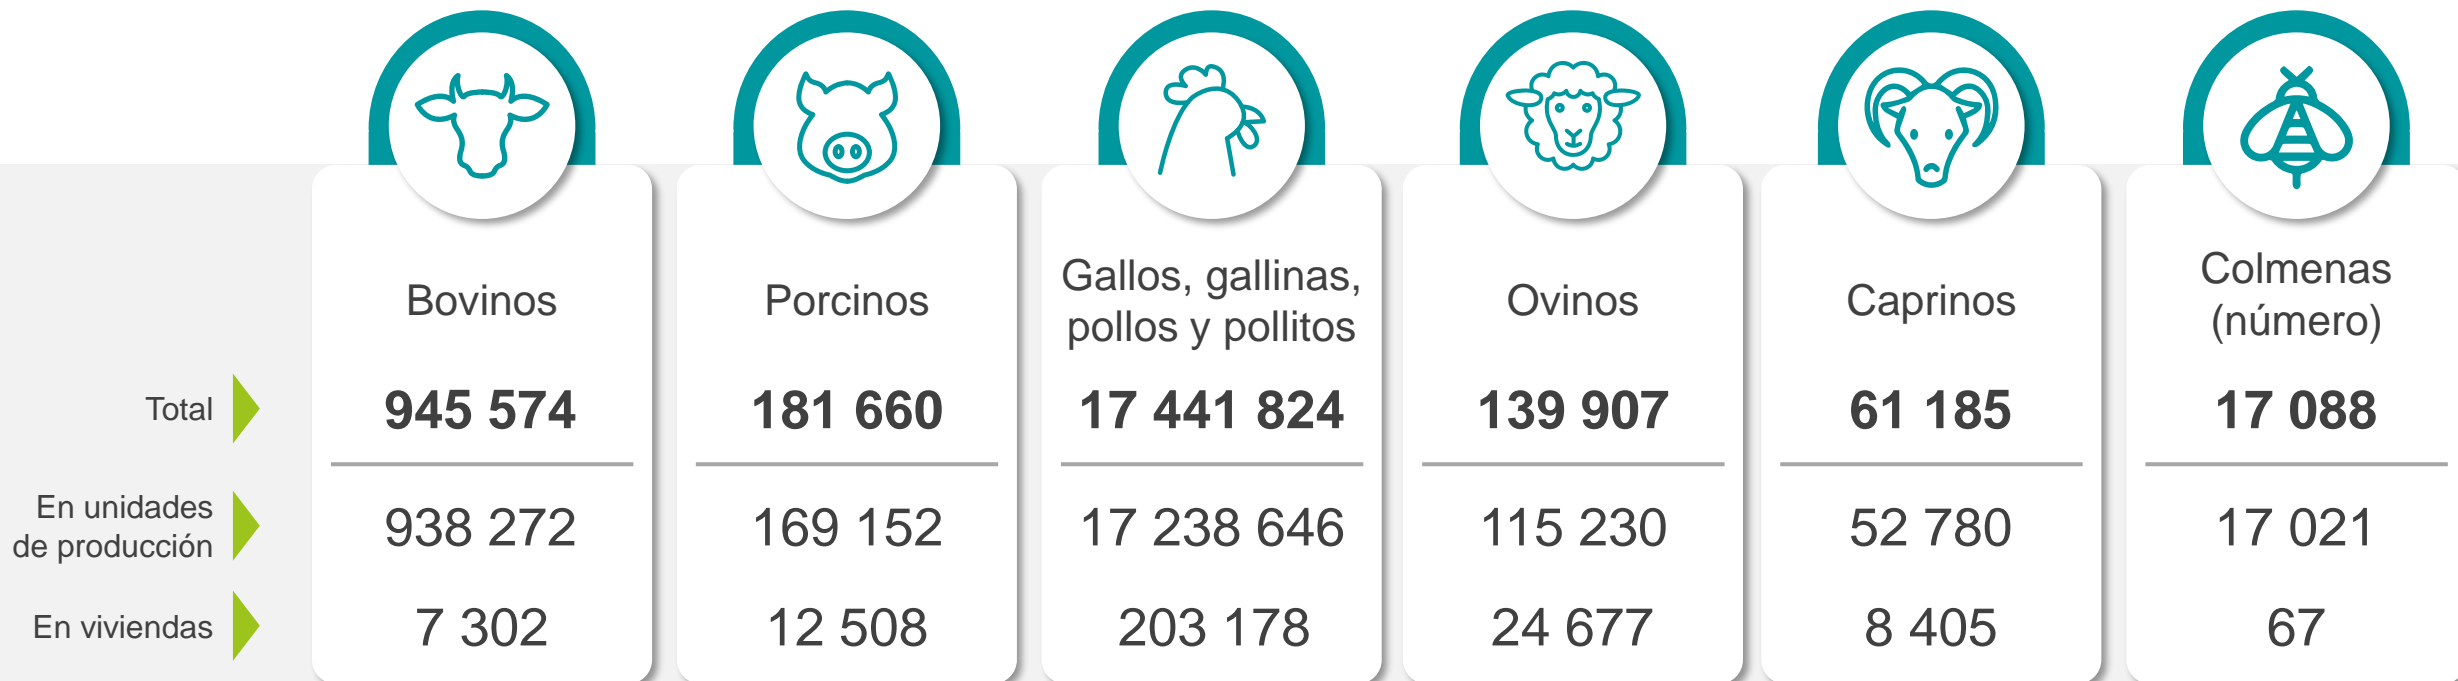 Bovinos
Porcinos
Gallos, gallinas,
pollos y pollitos
Ovinos
Caprinos
Colmenas
(número)
Total
945 574
181 660
17 441 824
139 907
61 185
17 088
En unidades
de producción
938 272
169 152
17 238 646
115 230
52 780
17 021
En viviendas
7 302
12 508
203 178
24 677
8 405
67